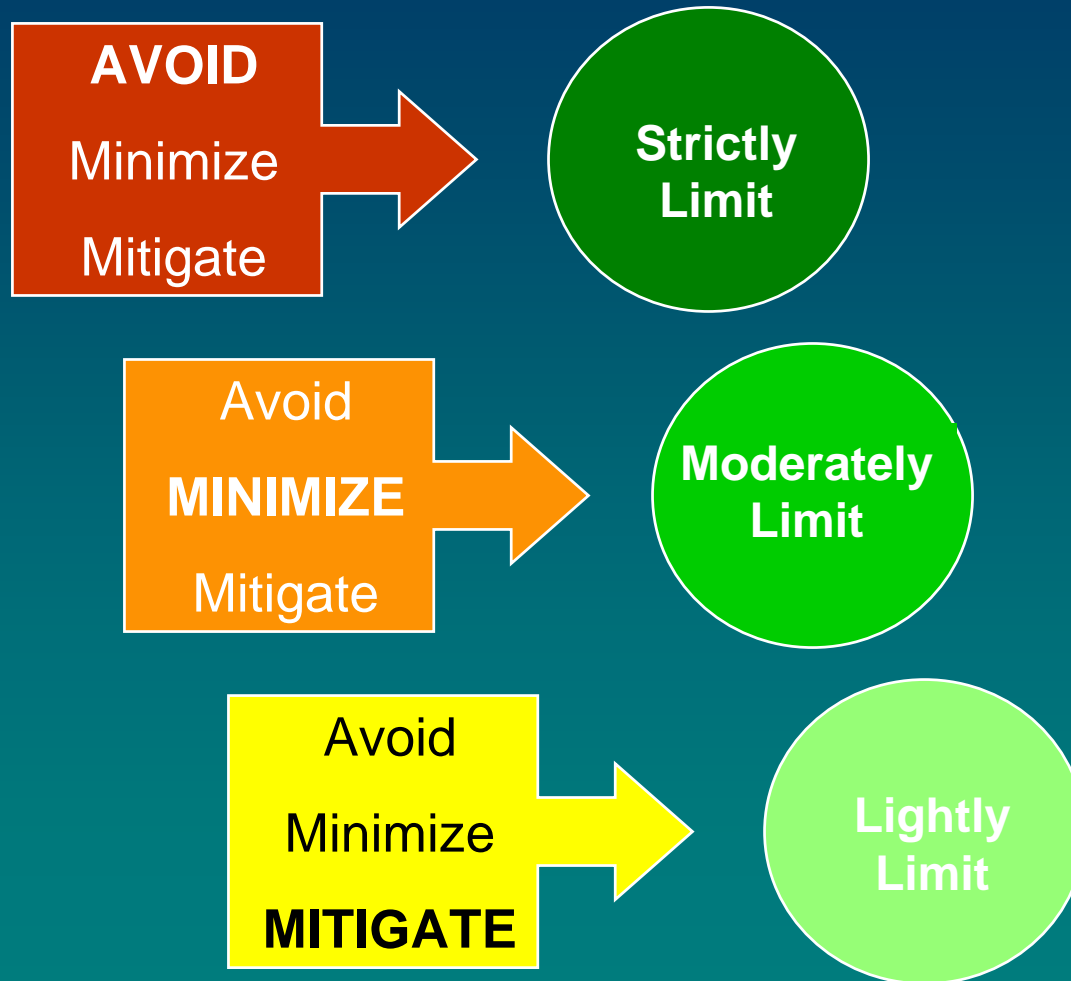 AVOID
Minimize
Mitigate
Strictly
Limit
Avoid
MINIMIZE
Mitigate
Moderately
Limit
Avoid
Minimize
MITIGATE
Lightly
Limit